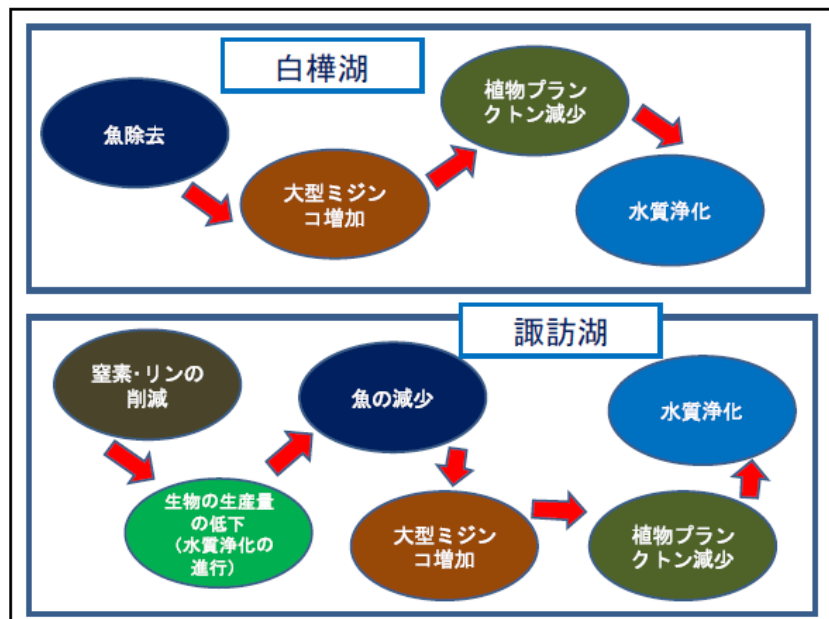 白樺湖
魚除去
大型ミジン
コ増加
植物プラン
クトン減少
水質浄化
諏訪湖
窒素・リンの
削減
生物の生産量
の低下
（水質浄化の
進行）
魚の減少
大型ミジン
コ増加
植物プラン
クトン減少
水質浄化